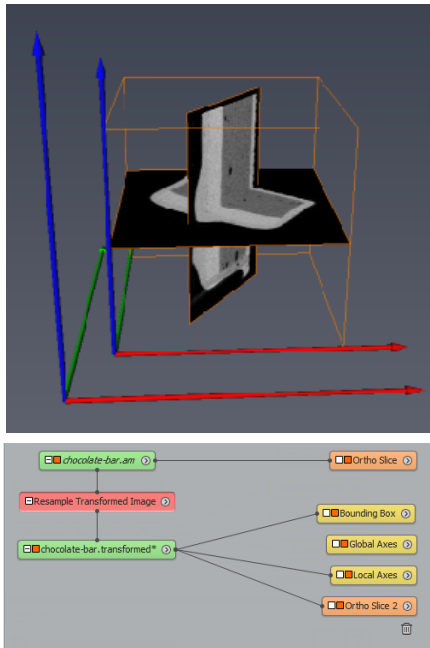 chocolate-bar.am
Ortho Slice
Resample Transformed Image
Bounding Box
Global Axes
chocolate-bar.transformed*
Local Axes
Ortho Slice 2